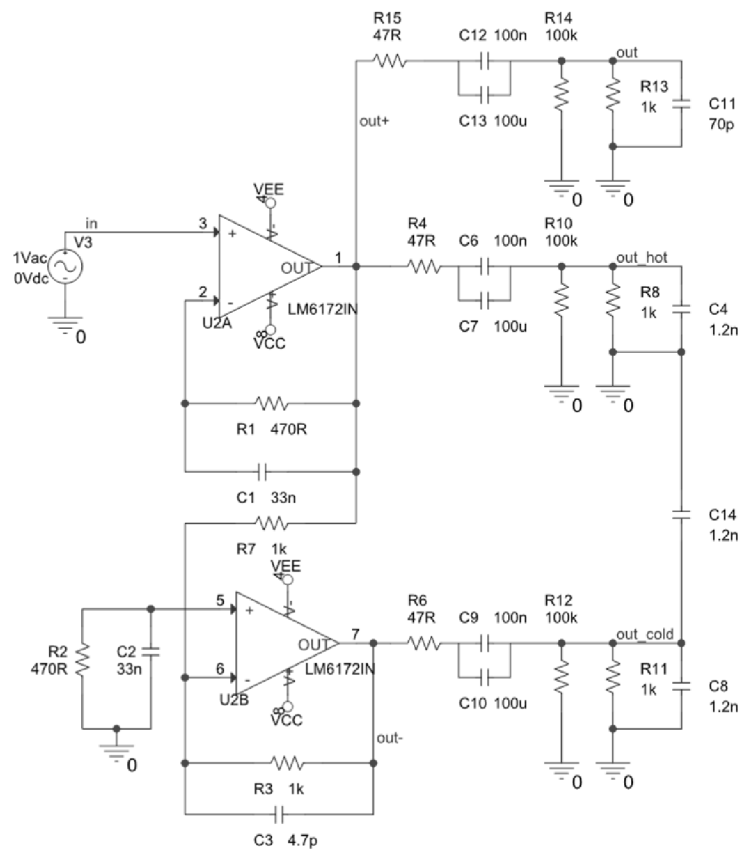 R15
47R
C12 100n
R14
100k
out
R13
1k
C11
70p
C13 100u
out+
0
0
VEE
4
V-
in
V3
1Vac
0Vdc
0
3
+
2
-
OUT
1
U2A
LM6172IN
V+
8
VCC
R4
47R
C6 100n
R10
100k
out_hot
R8
1k
C4
1.2n
C7 100u
0
0
R1 470R
C1 33n
R7 1k
C14
1.2n
VEE
4
V-
5
+
6
-
OUT
7
U2B
LM6172IN
V+
8
VCC
R2
470R
C2
33n
0
R6
47R
C9 100n
R12
100k
out_cold
R11
1k
C8
1.2n
C10 100u
out-
0
0
R3 1k
C3 4.7p